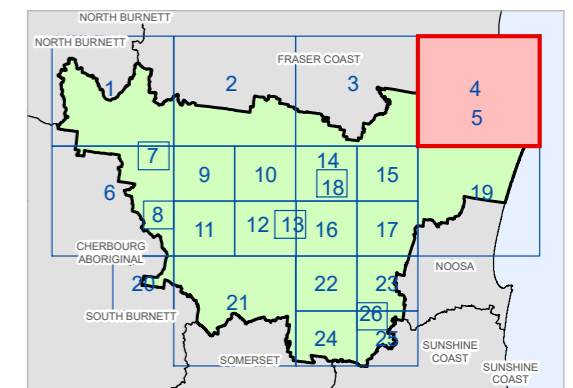 NORTH BURNETT
NORTH BURNETT
FRASER COAST
1
2
3
4
5
6
7
9
10
14
15
18
19
8
11
12
13
16
17
CHERBOURG
ABORIGINAL
NOOSA
20
21
22
23
SOUTH BURNETT
26
24
25
SOMERSET
SUNSHINE
COAST
SUNSHINE
COAST